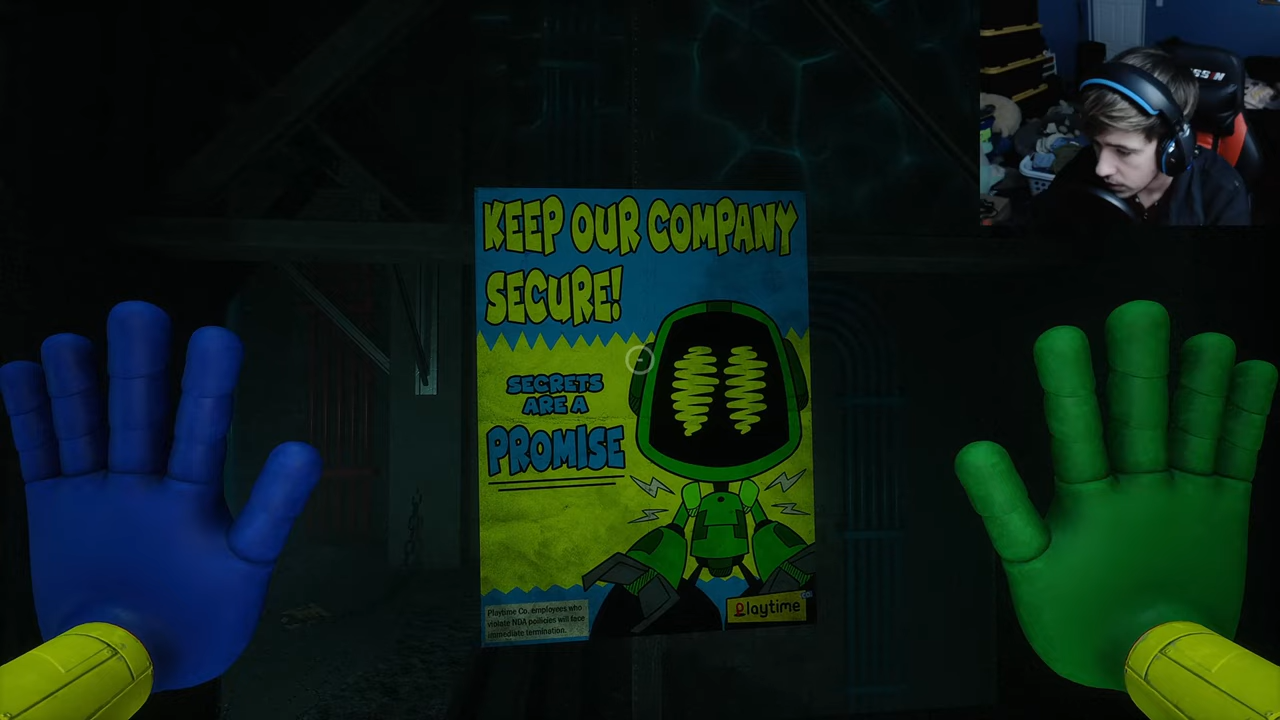 KEEP OUR COMPANY
SECURE!
SECRETS
ARE A
PROMISE
Playtime Co. employees who
violate NDA policies will face
immediate termination.
Playtime